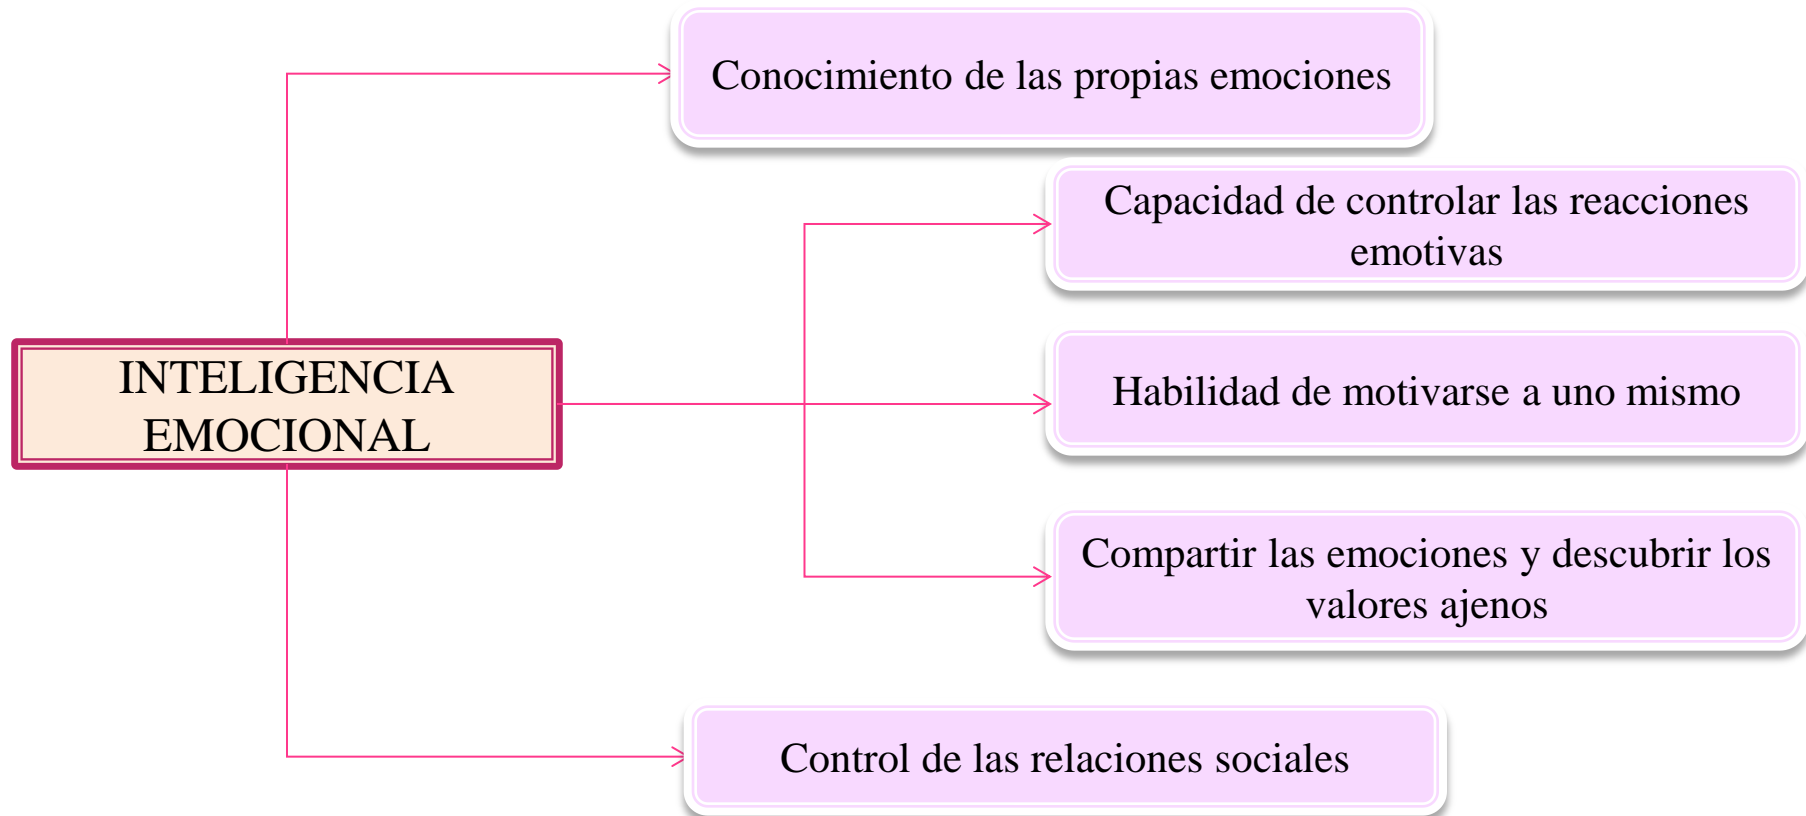 Conocimiento de las propias emociones
Capacidad de controlar las reacciones
emotivas
INTELIGENCIA
EMOCIONAL
Habilidad de motivarse a uno mismo
Compartir las emociones y descubrir los
valores ajenos
Control de las relaciones sociales